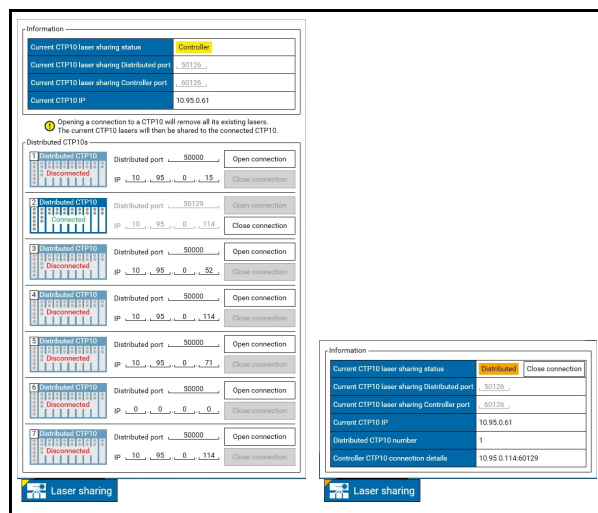 Information
Current CTP10 laser sharing status Controller
Current CTP10 laser sharing Distributed port 50126
Current CTP10 laser sharing Controller port 60126
Current CTP10 IP 10.95.0.61
Opening a connection to a CTP10 will remove all its existing lasers.
The current CTP10 lasers will then be shared to the connected CTP10.
Distributed CTP10s
1 Distributed CTP10
Disconnected
Distributed port 50000 Open connection
IP 10 . 95 . 0 . 15 Close connection
2 Distributed CTP10
Connected
Distributed port 50129 Open connection
IP 10 . 95 . 0 . 114 Close connection
3 Distributed CTP10
Disconnected
Distributed port 50000 Open connection
IP 10 . 95 . 0 . 52 Close connection
4 Distributed CTP10
Disconnected
Distributed port 50000 Open connection
IP 10 . 95 . 0 . 114 Close connection
5 Distributed CTP10
Disconnected
Distributed port 50000 Open connection
IP 10 . 95 . 0 . 71 Close connection
6 Distributed CTP10
Disconnected
Distributed port 50000 Open connection
IP 0 . 0 . 0 . 0 Close connection
7 Distributed CTP10
Disconnected
Distributed port 50000 Open connection
IP 10 . 95 . 0 . 114 Close connection
Laser sharing
Information
Current CTP10 laser sharing status Distributed Close connection
Current CTP10 laser sharing Distributed port 50126
Current CTP10 laser sharing Controller port 60126
Current CTP10 IP 10.95.0.61
Distributed CTP10 number 1
Controller CTP10 connection details 10.95.0.114:60129
Laser sharing